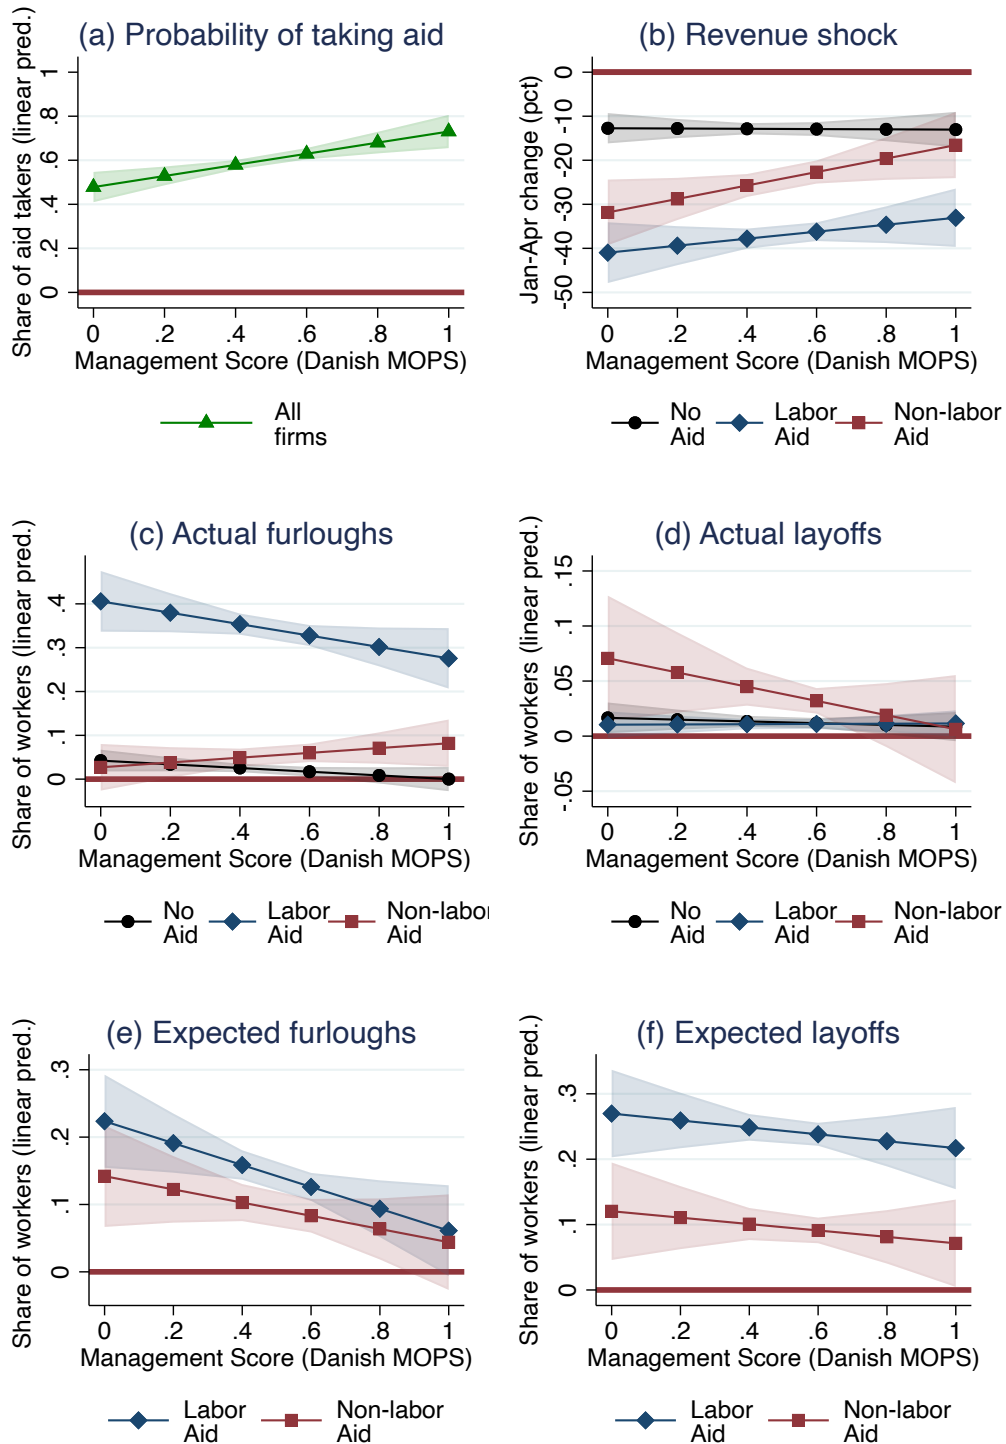 (a) Probability of taking aid
Share of aid takers (linear pred.)
1
.8
.6
.4
.2
0
0 .2 .4 .6 .8 1
Management Score (Danish MOPS)
All
firms
(b) Revenue shock
Jan-Apr change (pct)
0
-10
-20
-30
-40
-50
0 .2 .4 .6 .8 1
Management Score (Danish MOPS)
No Labor Non-labor
Aid Aid Aid
(c) Actual furloughs
Share of workers (linear pred.)
.4
.3
.2
.1
0
0 .2 .4 .6 .8 1
Management Score (Danish MOPS)
No Labor Non-labor
Aid Aid Aid
(d) Actual layoffs
Share of workers (linear pred.)
.15
.1
.05
0
-.05
0 .2 .4 .6 .8 1
Management Score (Danish MOPS)
No Labor Non-labor
Aid Aid Aid
(e) Expected furloughs
Share of workers (linear pred.)
.3
.2
.1
0
0 .2 .4 .6 .8 1
Management Score (Danish MOPS)
Labor Non-labor
Aid Aid
(f) Expected layoffs
Share of workers (linear pred.)
.3
.2
.1
0
0 .2 .4 .6 .8 1
Management Score (Danish MOPS)
Labor Non-labor
Aid Aid